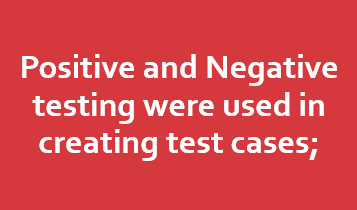 Positive and Negative
testing were used in
creating test cases;